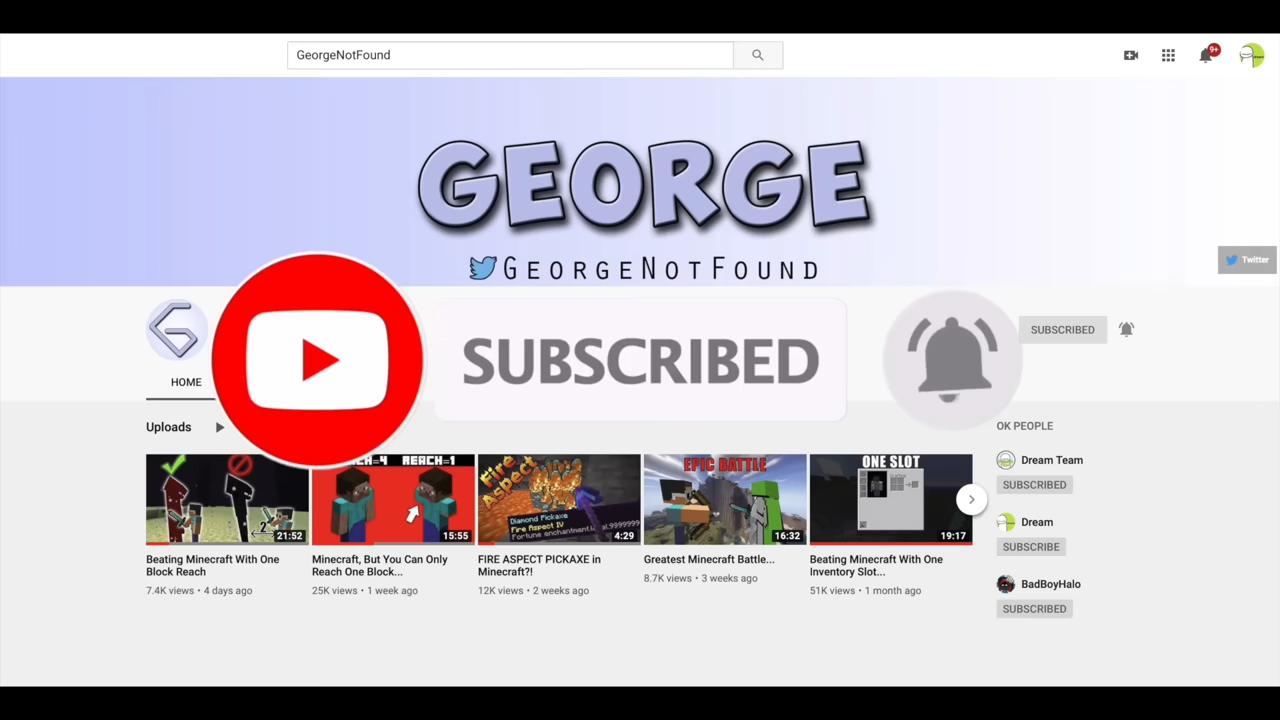 GeorgeNotFound
9+
GEORGE
GEORGENOTFOUND
Twitter
SUBSCRIBED
SUBSCRIBED
HOME
Uploads
OK PEOPLE
Dream Team
SUBSCRIBED
Dream
SUBSCRIBE
BadBoyHalo
SUBSCRIBED
2
21:52
Beating Minecraft With One
Block Reach
7.4K views • 4 days ago
REACH=1
15:55
Minecraft, But You Can Only
Reach One Block...
25K views • 1 week ago
Fire
Aspect
Diamond Pickaxe
Fire Aspect IV
4:29
FIRE ASPECT PICKAXE in
Minecraft?!
12K views • 2 weeks ago
EPIC BATTLE
16:32
Greatest Minecraft Battle...
8.7K views • 3 weeks ago
ONE SLOT
19:17
Beating Minecraft With One
Inventory Slot...
51K views • 1 month ago